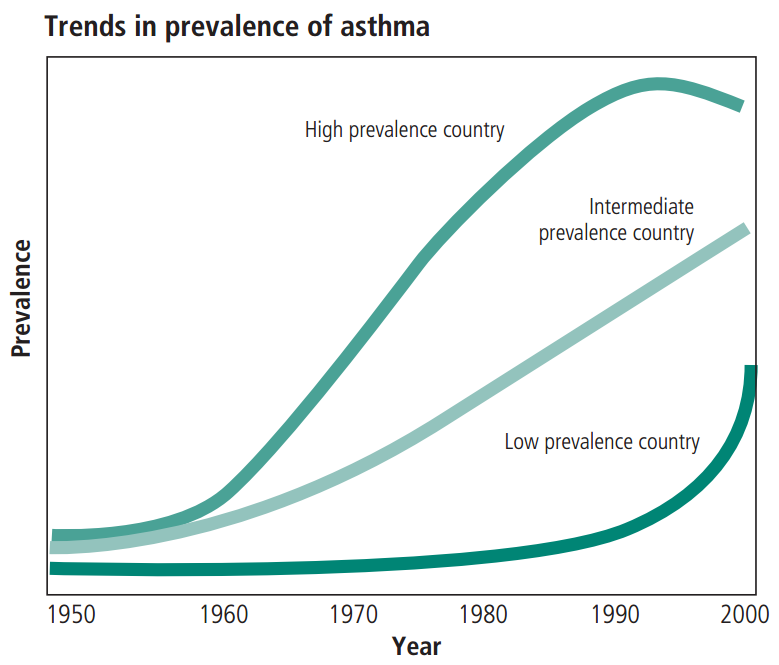 Trends in prevalence of asthma
High prevalence country
Intermediate
prevalence country
Low prevalence country
Prevalence
1950 1960 1970 1980 1990 2000
Year